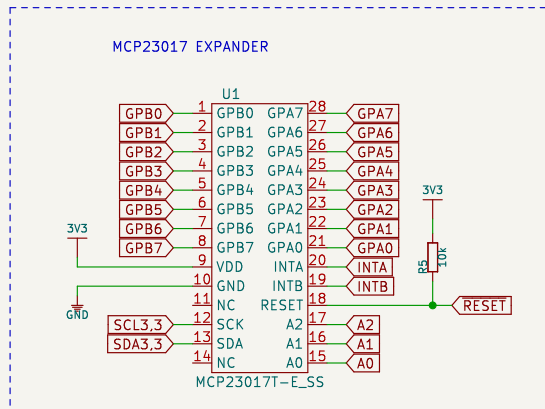 MCP23017 EXPANDER
U1
GPB0 1 GPB0 GPA7 28 GPA7
GPB1 2 GPB1 GPA6 27 GPA6
GPB2 3 GPB2 GPA5 26 GPA5
GPB3 4 GPB3 GPA4 25 GPA4
GPB4 5 GPB4 GPA3 24 GPA3
GPB5 6 GPB5 GPA2 23 GPA2
GPB6 7 GPB6 GPA1 22 GPA1
GPB7 8 GPB7 GPA0 21 GPA0
3V3
3V3
9 VDD INTA 20 INTA
R5
10k
10 GND INTB 19 INTB
GND
11 NC RESET 18 RESET
SCL3,3 12 SCK A2 17 A2
SDA3,3 13 SDA A1 16 A1
14 NC A0 15 A0
MCP23017T-E_SS